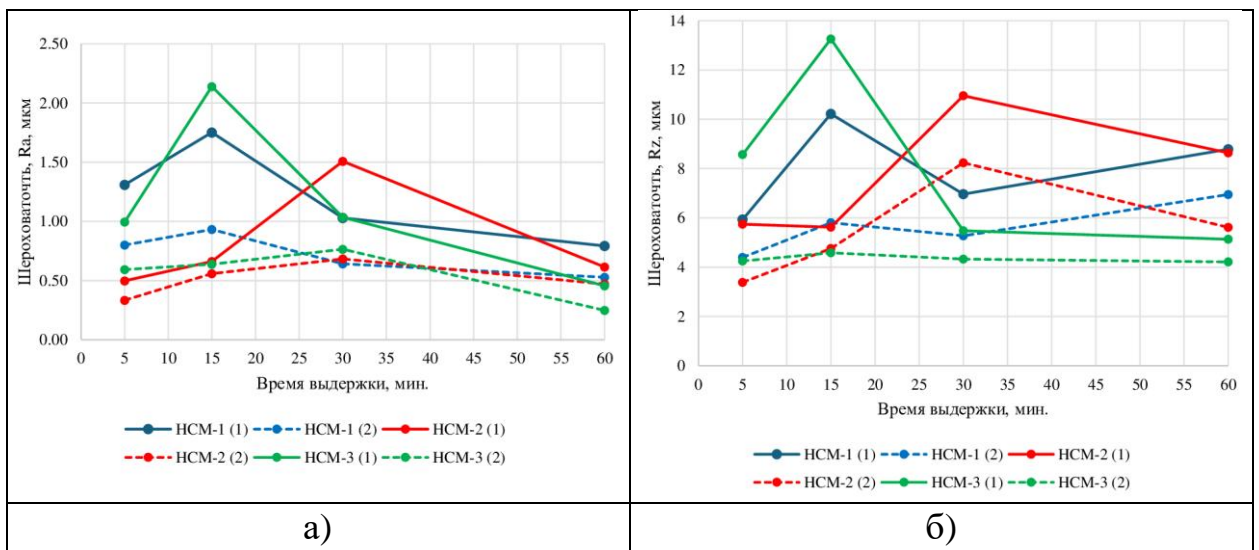 Шероховаточть, Ra, мкм
2.50
2.00
1.50
1.00
0.50
0.00
0 5 10 15 20 25 30 35 40 45 50 55 60
Время выдержки, мин.
НСМ-1 (1) НСМ-1 (2) НСМ-2 (1)
НСМ-2 (2) НСМ-3 (1) НСМ-3 (2)
а)
Шероховаточть, Rz, мкм
14
12
10
8
6
4
2
0
0 5 10 15 20 25 30 35 40 45 50 55 60
Время выдержки, мин.
НСМ-1 (1) НСМ-1 (2) НСМ-2 (1)
НСМ-2 (2) НСМ-3 (1) НСМ-3 (2)
б)